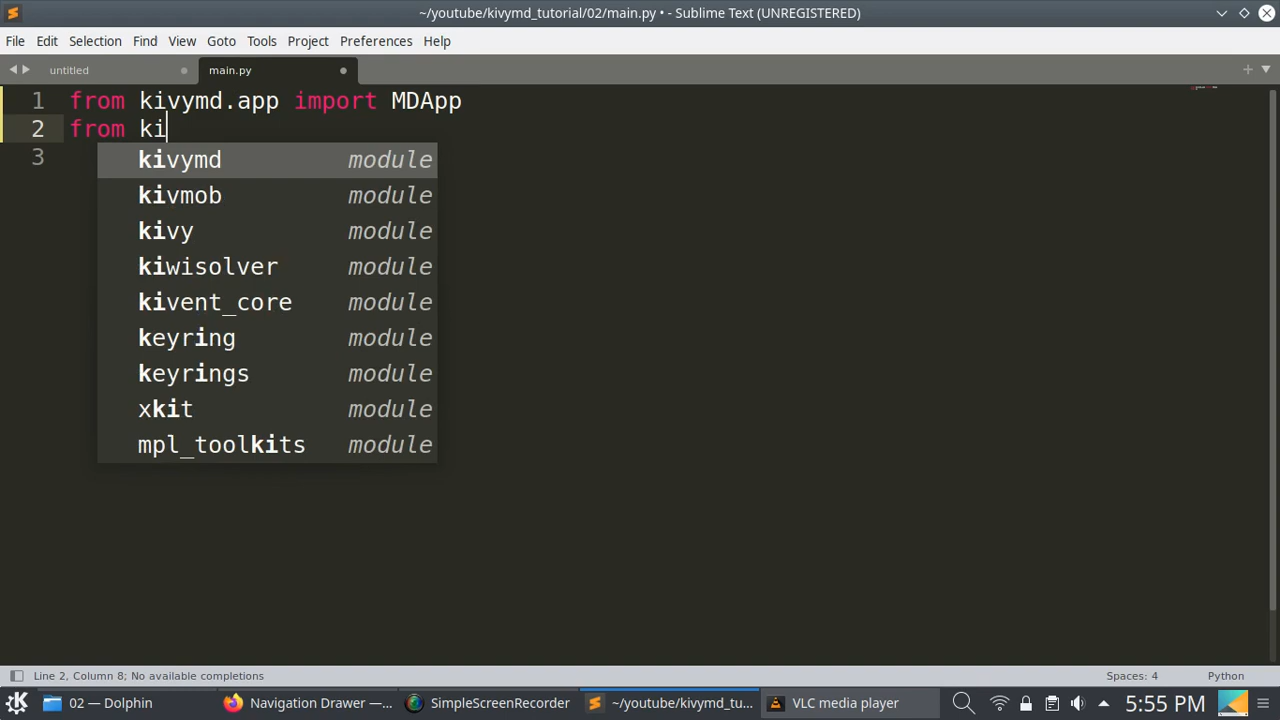 ~/youtube/kivymd_tutorial/02/main.py • - Sublime Text (UNREGISTERED)
File Edit Selection Find View Goto Tools Project Preferences Help
untitled main.py
1 from kivymd.app import MDApp
2 from ki
3
kivymd module
kivmob module
kivy module
kiwisolver module
kivent_core module
keyring module
keyrings module
xkit module
mpl_toolkits module
Line 2, Column 8; No available completions Spaces: 4 Python
02 — Dolphin Navigation Drawer —... SimpleScreenRecorder ~/youtube/kivymd_tu... VLC media player 5:55 PM